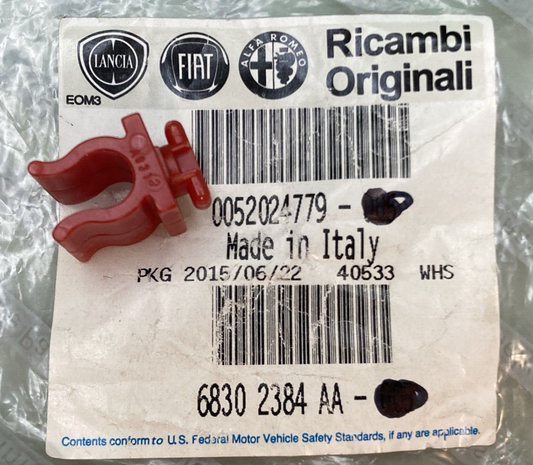 LANCIA
FIAT
ALFA ROMEO
Ricambi
Originali
EOM3
0052024779 -
Made in Italy
PKG 2015/06/22 40533 WHS
6830 2384 AA -
Contents conform to U.S. Federal Motor Vehicle Safety Standards, if any are applicable.